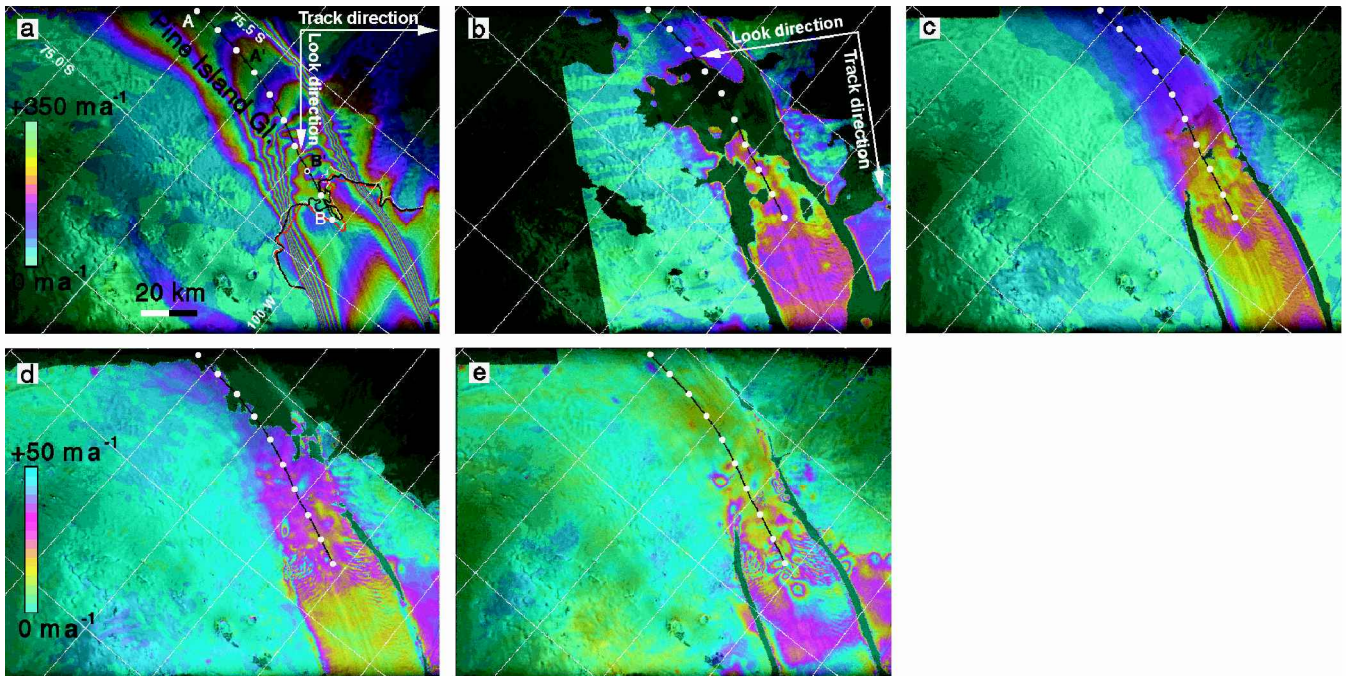 a
A
75.5 S
Track direction
75.0 S
Pine Island Gl.
A'
Look direction
+350 ma-1
0 ma-1
B'
B
20 km
100 W
b
Look direction
Track direction
c
d
+50 ma-1
0 ma-1
e